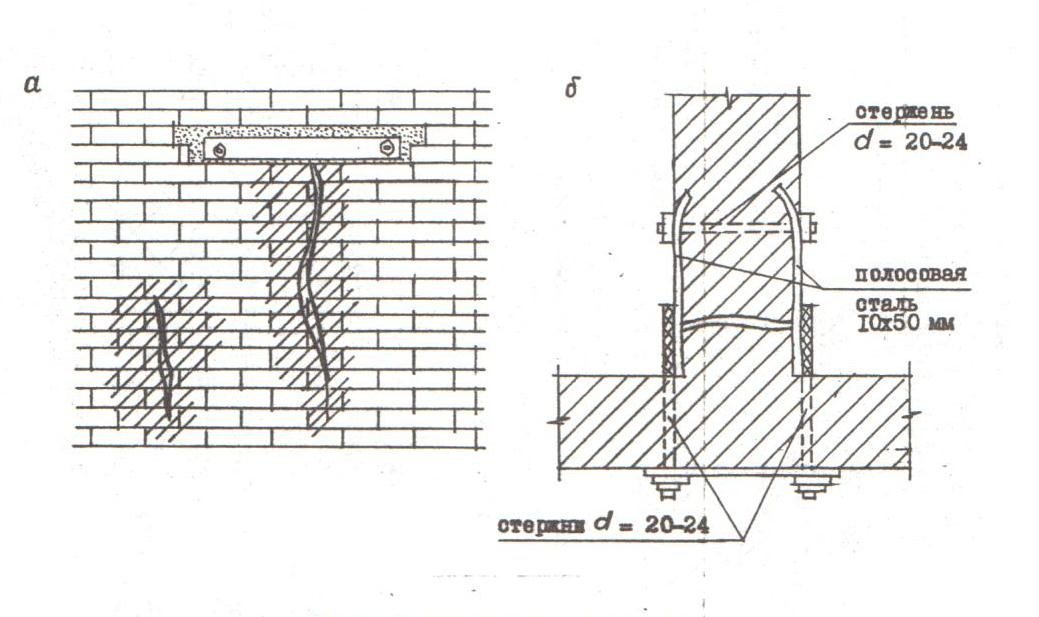 а
б
стержень
d = 20-24
полосовая
сталь
10х50 мм
стержни d = 20-24